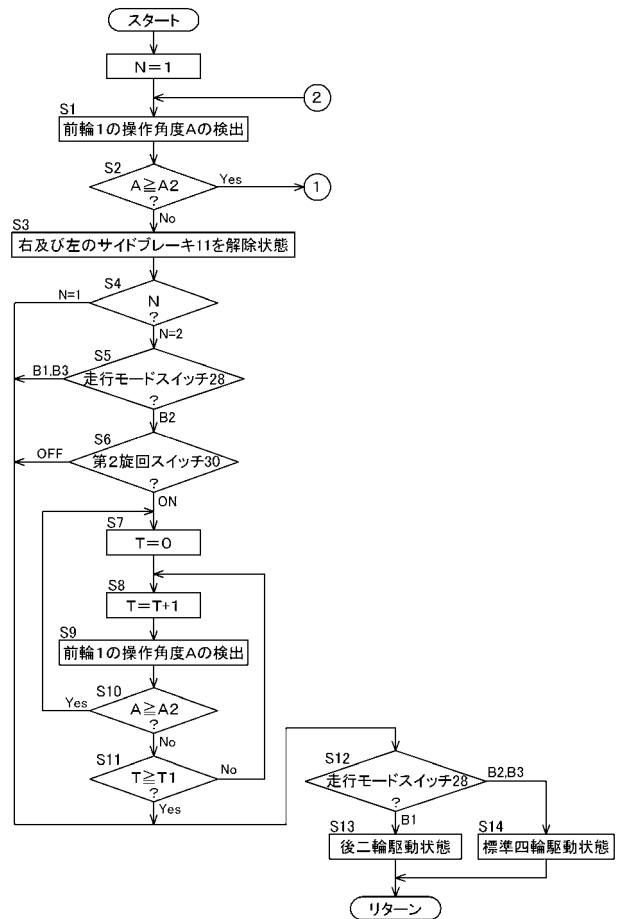 スタート
N=1
②
S1
前輪1の操作角度Aの検出
S2
A≧A2
?
Yes
①
No
S3
右及び左のサイドブレーキ11を解除状態
S4
N=1
N
?
N=2
S5
B1,B3
走行モードスイッチ28
?
B2
S6
OFF
第2旋回スイッチ30
?
ON
S7
T=0
S8
T=T+1
S9
前輪1の操作角度Aの検出
S10
Yes
A≧A2
?
No
S11
T≧T1
?
No
Yes
S12
走行モードスイッチ28
?
B2,B3
B1
S13
後二輪駆動状態
S14
標準四輪駆動状態
リターン